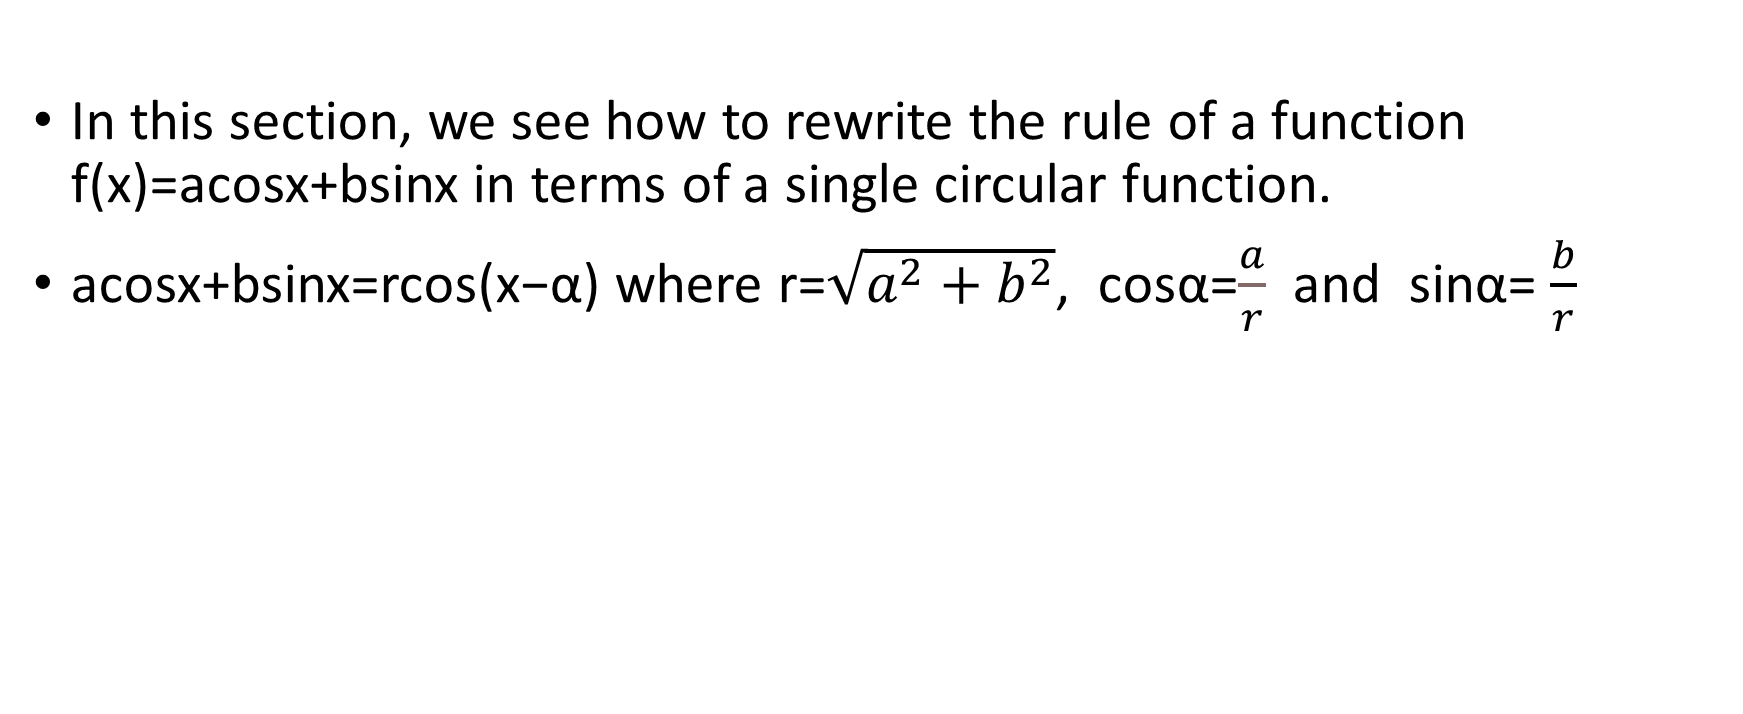 • In this section, we see how to rewrite the rule of a function
f(x)=acosx+bsinx in terms of a single circular function.
• acosx+bsinx=rcos(x−α) where r=√(a² + b²), cosα=a/r and sinα= b/r